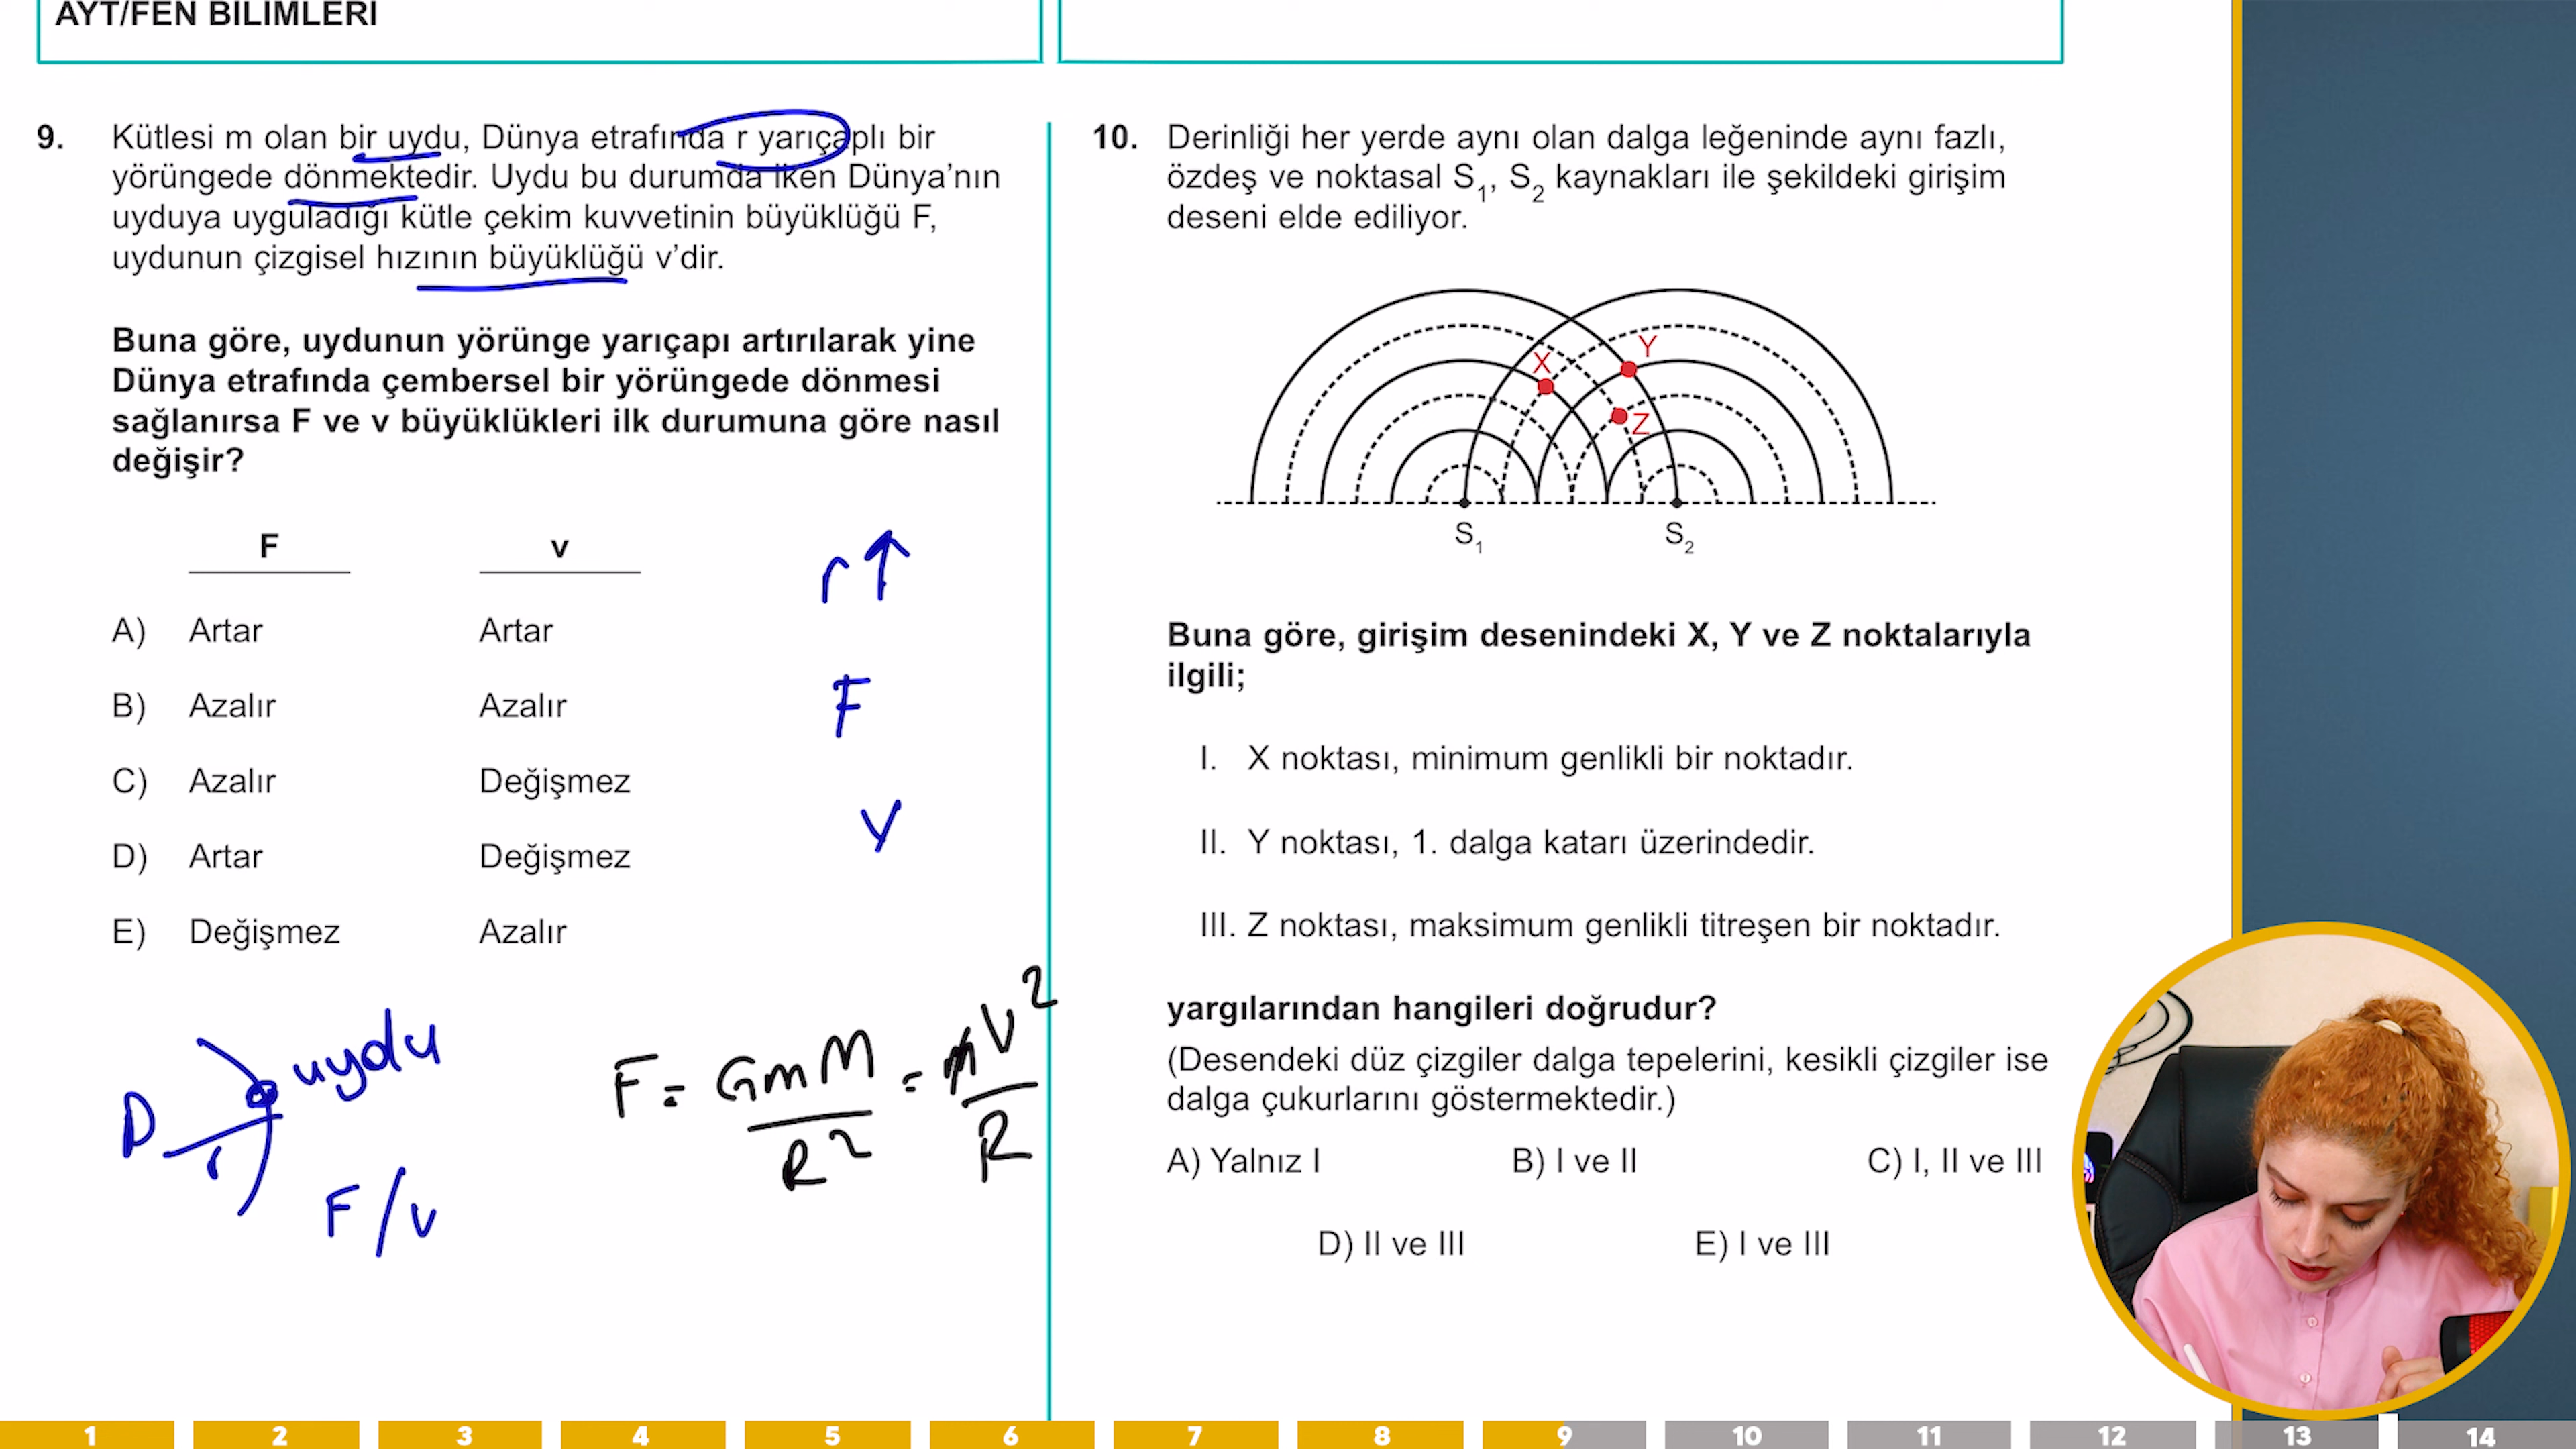 AYT/FEN BİLİMLERİ
9. Kütlesi m olan bir uydu, Dünya etrafında r yarıçaplı bir
yörüngede dönmektedir. Uydu bu durumda iken Dünya'nın
uyduya uyguladığı kütle çekim kuvvetinin büyüklüğü F,
uydunun çizgisel hızının büyüklüğü v'dir.
Buna göre, uydunun yörünge yarıçapı artırılarak yine
Dünya etrafında çembersel bir yörüngede dönmesi
sağlanırsa F ve v büyüklükleri ilk durumuna göre nasıl
değişir?
F v
A) Artar Artar
B) Azalır Azalır
C) Azalır Değişmez
D) Artar Değişmez
E) Değişmez Azalır
r↑
F
V
D uydu
r
F/v
F = GmM/R² = mV²/R
10. Derinliği her yerde aynı olan dalga leğeninde aynı fazlı,
özdeş ve noktasal S₁, S₂ kaynakları ile şekildeki girişim
deseni elde ediliyor.
X Y
Z
S₁ S₂
Buna göre, girişim desenindeki X, Y ve Z noktalarıyla
ilgili;
I. X noktası, minimum genlikli bir noktadır.
II. Y noktası, 1. dalga katarı üzerindedir.
III. Z noktası, maksimum genlikli titreşen bir noktadır.
yargılarından hangileri doğrudur?
(Desendeki düz çizgiler dalga tepelerini, kesikli çizgiler ise
dalga çukurlarını göstermektedir.)
A) Yalnız I B) I ve II C) I, II ve III
D) II ve III E) I ve III
1 2 3 4 5 6 7 8 9 10 11 12 13 14